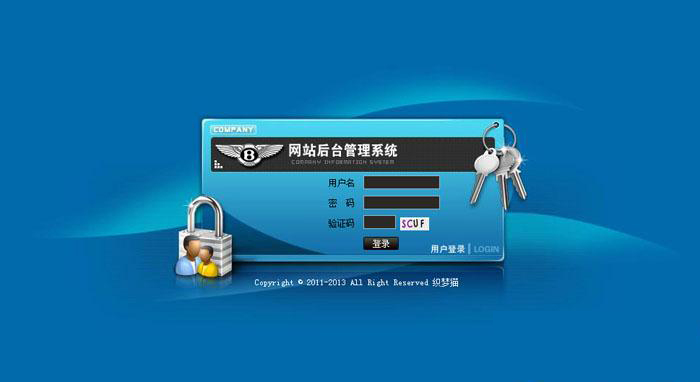 COMPANY
B
网站后台管理系统
COMPANY INFORMATION SYSTEM
用户名
密 码
验证码 SCUF
登录
用户登录 | LOGIN
Copyright © 2011-2013 All Right Reserved 织梦猫